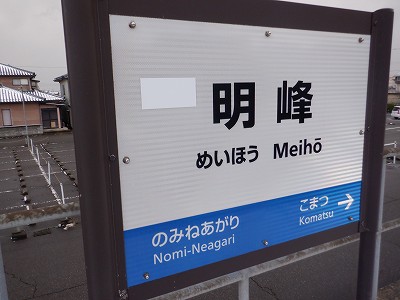 明峰
めいほう Meihō
のみねあがり こまつ →
Nomi-Neagari Komatsu